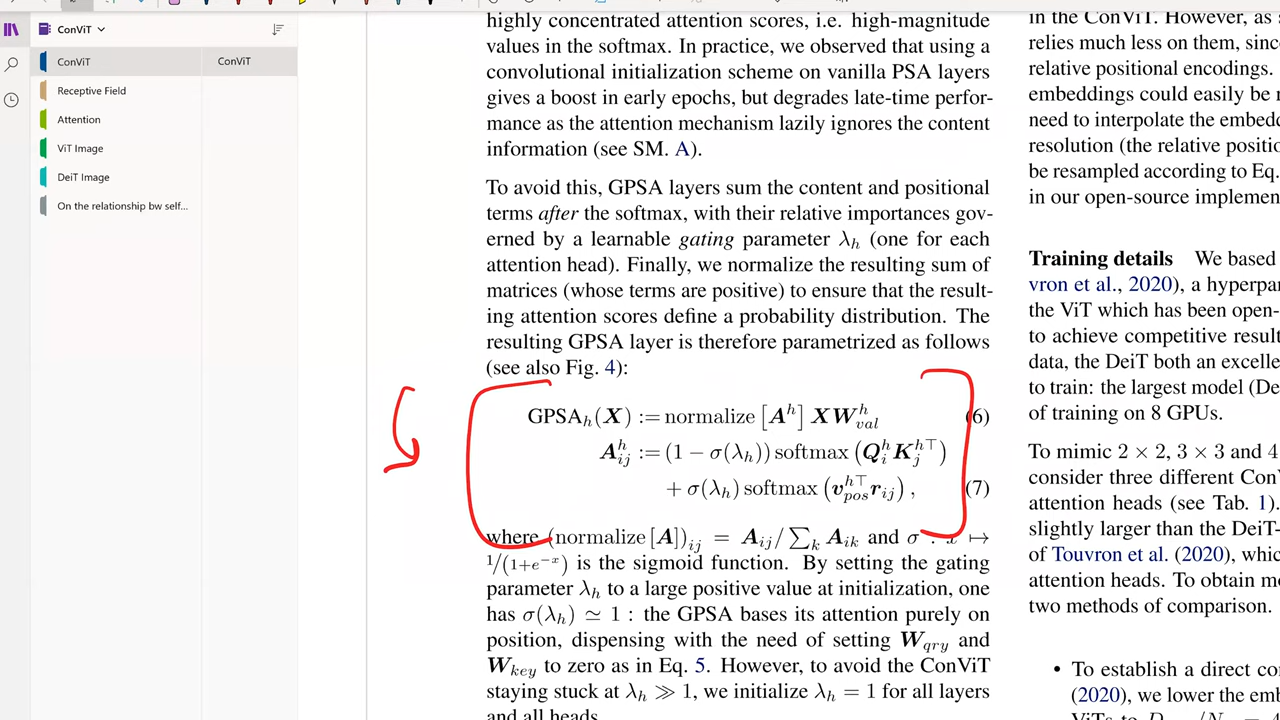 ConViT
ConViT
ConViT
Receptive Field
Attention
ViT Image
DeiT Image
On the relationship bw self...
highly concentrated attention scores, i.e. high-magnitude
values in the softmax. In practice, we observed that using a
convolutional initialization scheme on vanilla PSA layers
gives a boost in early epochs, but degrades late-time perfor-
mance as the attention mechanism lazily ignores the content
information (see SM. A).
To avoid this, GPSA layers sum the content and positional
terms after the softmax, with their relative importances gov-
erned by a learnable gating parameter λ_h (one for each
attention head). Finally, we normalize the resulting sum of
matrices (whose terms are positive) to ensure that the result-
ing attention scores define a probability distribution. The
resulting GPSA layer is therefore parametrized as follows
(see also Fig. 4):
GPSA_h(X) := normalize [A^h] XW^h_val (6)
A^h_ij := (1 − σ(λ_h)) softmax (Q^h_i K^h⊤_j)
+ σ(λ_h) softmax (v^h⊤_pos r_ij) , (7)
where (normalize [A])_ij = A_ij / ∑_k A_ik and σ : x ↦
1/(1+e^−x) is the sigmoid function. By setting the gating
parameter λ_h to a large positive value at initialization, one
has σ(λ_h) ≃ 1 : the GPSA bases its attention purely on
position, dispensing with the need of setting W_qry and
W_key to zero as in Eq. 5. However, to avoid the ConViT
staying stuck at λ_h ≫ 1, we initialize λ_h = 1 for all layers
and all heads.
in the ConViT. However, as
relies much less on them, sinc
relative positional encodings.
embeddings could easily be
need to interpolate the embed
resolution (the relative positio
be resampled according to Eq.
in our open-source implemen
Training details We based
vron et al., 2020), a hyperpar
the ViT which has been open-
to achieve competitive result
data, the DeiT both an excelle
to train: the largest model (De
of training on 8 GPUs.
To mimic 2 × 2, 3 × 3 and 4
consider three different Con
attention heads (see Tab. 1).
slightly larger than the DeiT-
of Touvron et al. (2020), whic
attention heads. To obtain m
two methods of comparison.
• To establish a direct co
(2020), we lower the emb